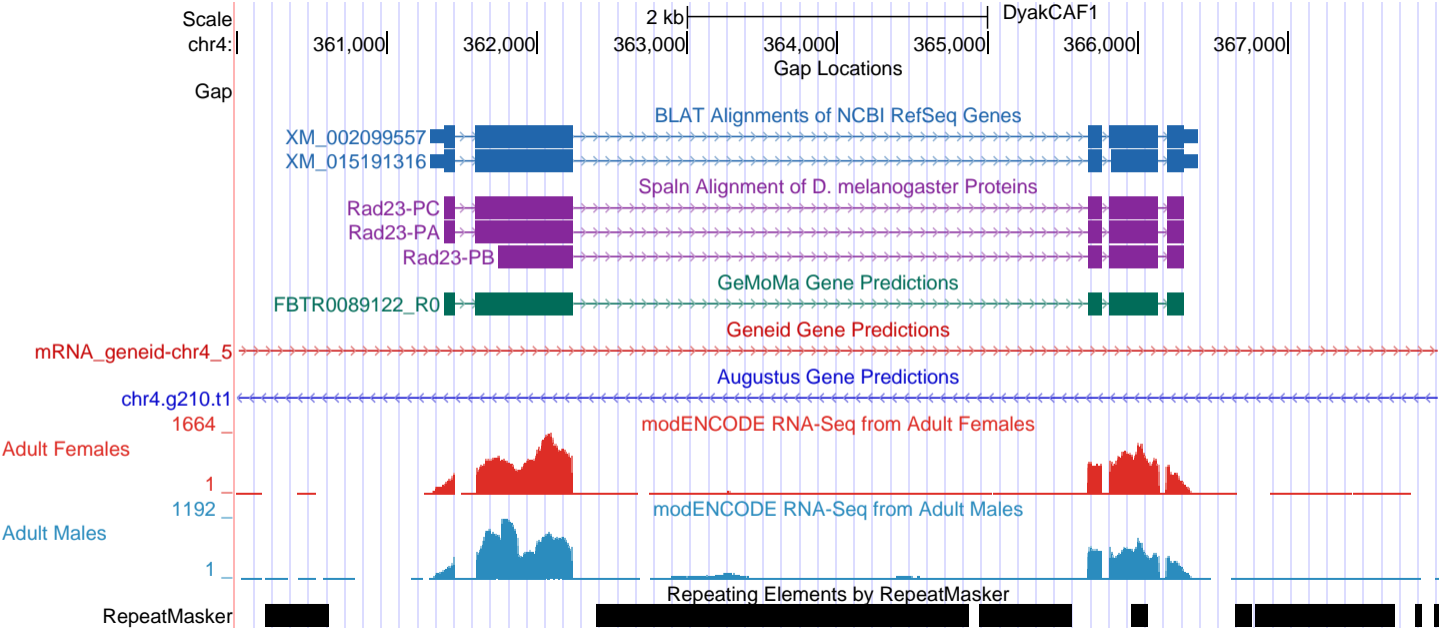 Scale 2 kb DyakCAF1
chr4: 361,000 362,000 363,000 364,000 365,000 366,000 367,000
Gap Locations
Gap
BLAT Alignments of NCBI RefSeq Genes
XM_002099557
XM_015191316
Spaln Alignment of D. melanogaster Proteins
Rad23-PC
Rad23-PA
Rad23-PB
GeMoMa Gene Predictions
FBTR0089122_R0
Geneid Gene Predictions
mRNA_geneid-chr4_5
Augustus Gene Predictions
chr4.g210.t1
modENCODE RNA-Seq from Adult Females
1664
Adult Females
1
modENCODE RNA-Seq from Adult Males
1192
Adult Males
1
Repeating Elements by RepeatMasker
RepeatMasker